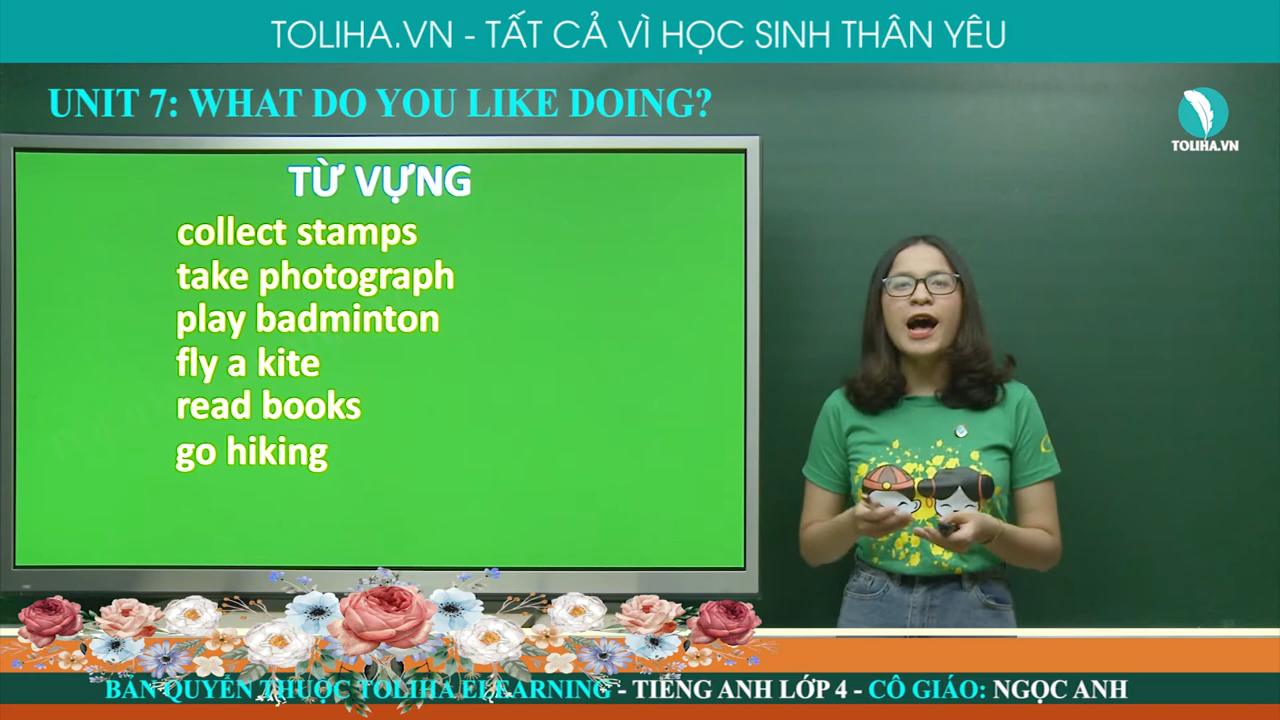 TOLIHA.VN - TẤT CẢ VÌ HỌC SINH THÂN YÊU
UNIT 7: WHAT DO YOU LIKE DOING?
TOLIHA.VN
TỪ VỰNG
collect stamps
take photograph
play badminton
fly a kite
read books
go hiking
BẢN QUYỀN THUỘC TOLIHA ELEARNING - TIẾNG ANH LỚP 4 - CÔ GIÁO: NGỌC ANH